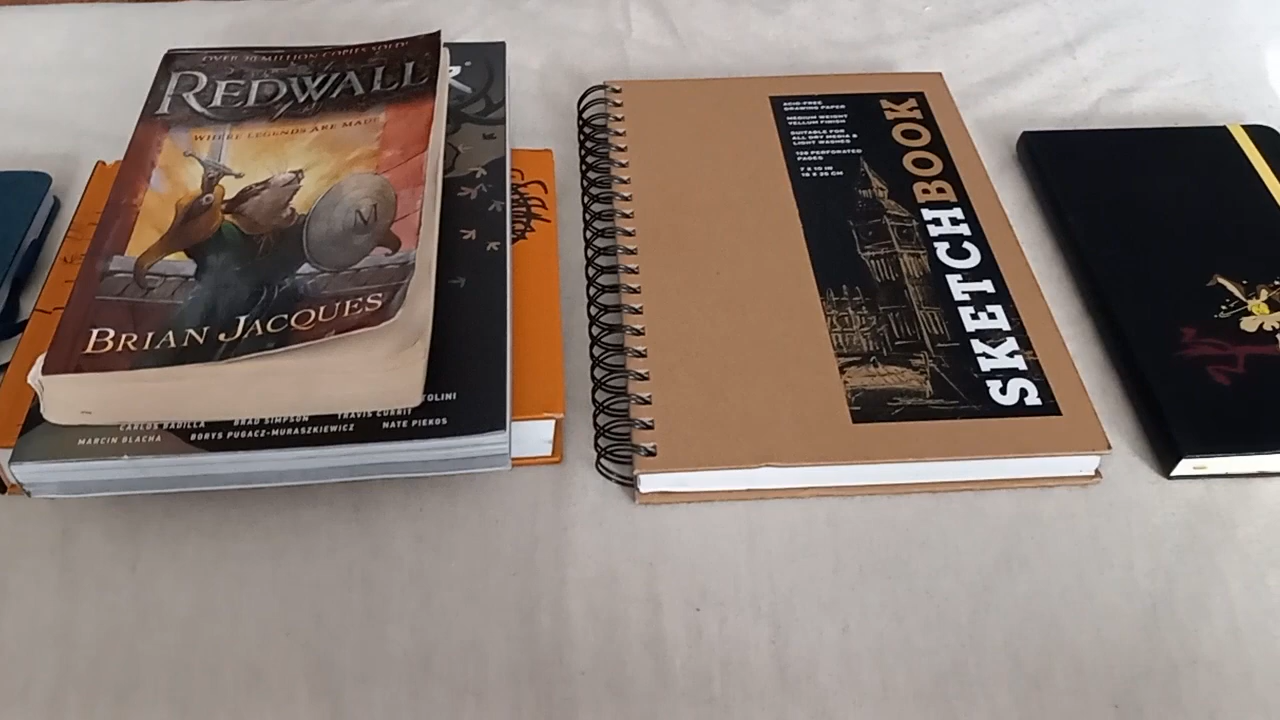 OVER 20 MILLION COPIES SOLD!
REDWALL
WHERE LEGENDS ARE MADE
M
BRIAN JACQUES
CARLOS BADILLA
BRAD SIMPSON
TRAVIS CURRIT
MARCIN BLACHA
BORYS PUGACZ-MURASZKIEWICZ
NATE PIEKOS
ACID-FREE
DRAWING PAPER
MEDIUM WEIGHT
VELLUM FINISH
SUITABLE FOR
ALL DRY MEDIA &
LIGHT WASHES
128 PERFORATED
PAGES
7 X 10 IN
18 X 25 CM
SKETCHBOOK